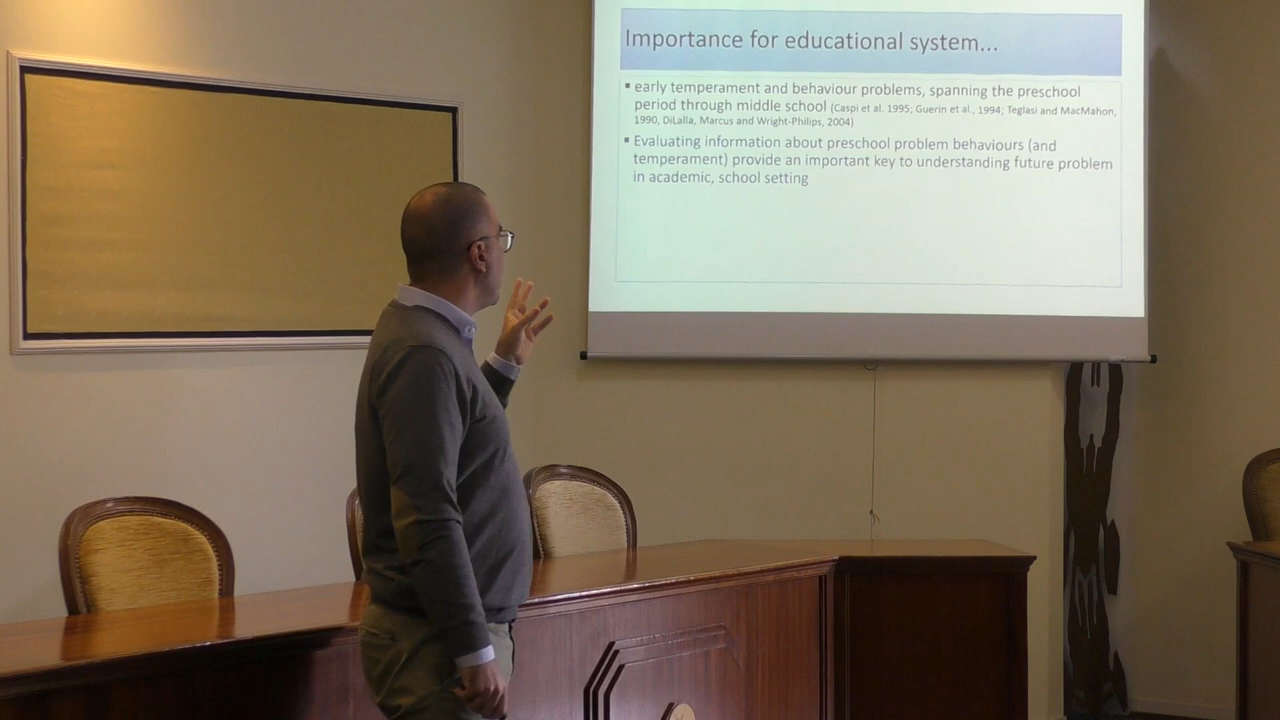 Importance for educational system...
▪ early temperament and behaviour problems, spanning the preschool
period through middle school (Caspi et al. 1995; Guerin et al., 1994; Teglasi and MacMahon,
1990, DiLalla, Marcus and Wright-Philips, 2004)
▪ Evaluating information about preschool problem behaviours (and
temperament) provide an important key to understanding future problem
in academic, school setting